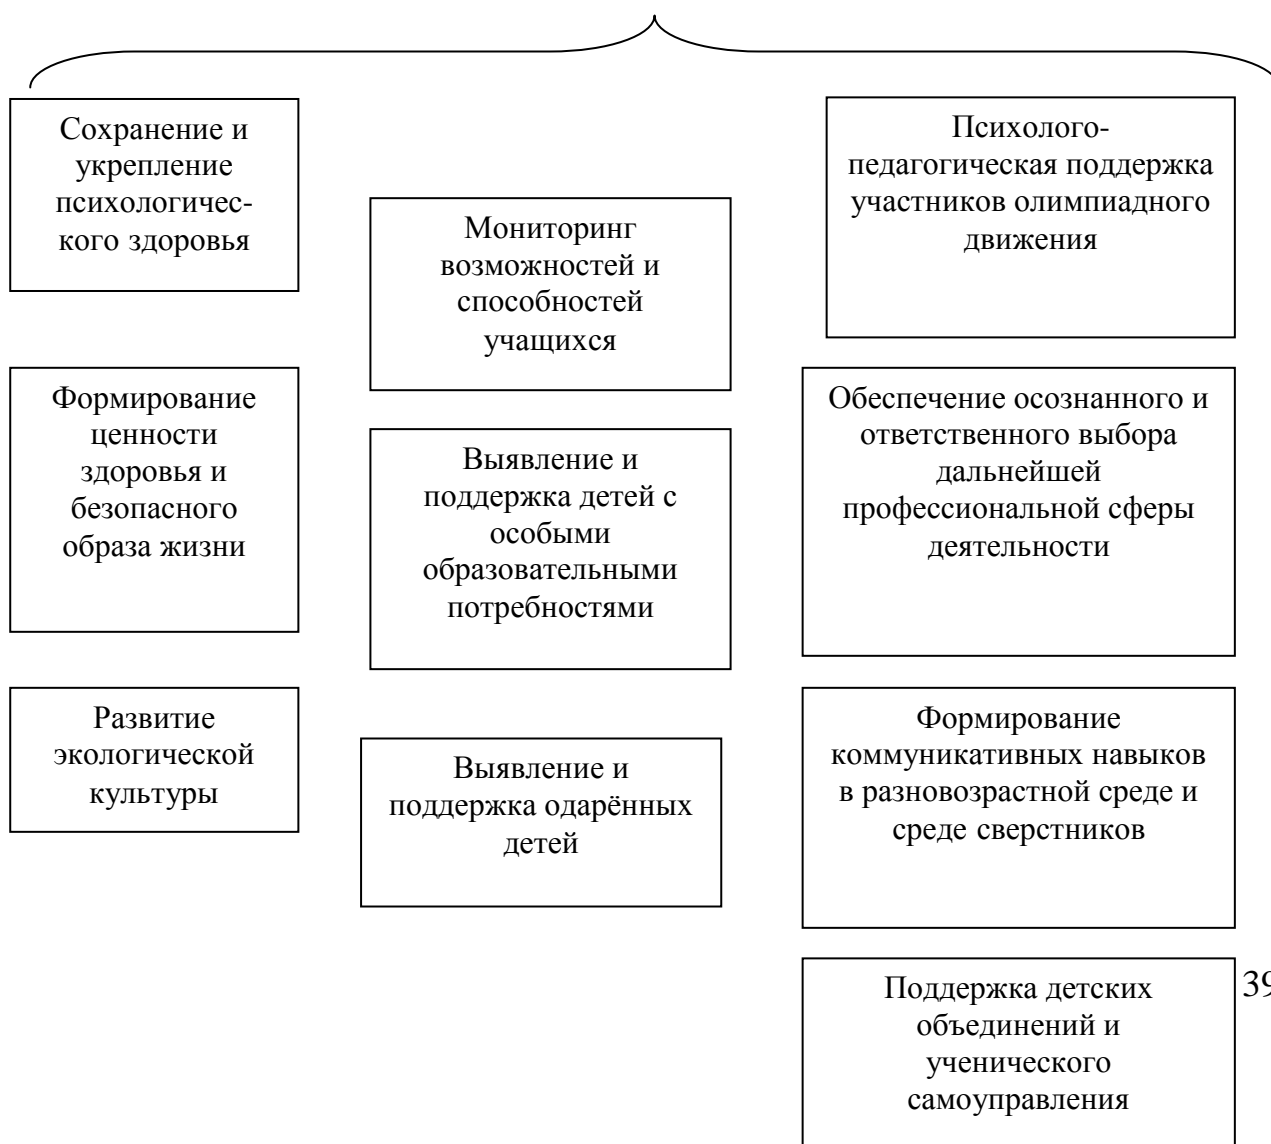 Сохранение и
укрепление
психологичес-
кого здоровья
Формирование
ценности
здоровья и
безопасного
образа жизни
Развитие
экологической
культуры
Мониторинг
возможностей и
способностей
учащихся
Выявление и
поддержка детей с
особыми
образовательными
потребностями
Выявление и
поддержка одарённых
детей
Психолого-
педагогическая поддержка
участников олимпиадного
движения
Обеспечение осознанного и
ответственного выбора
дальнейшей
профессиональной сферы
деятельности
Формирование
коммуникативных навыков
в разновозрастной среде и
среде сверстников
Поддержка детских
объединений и
ученического
самоуправления
39